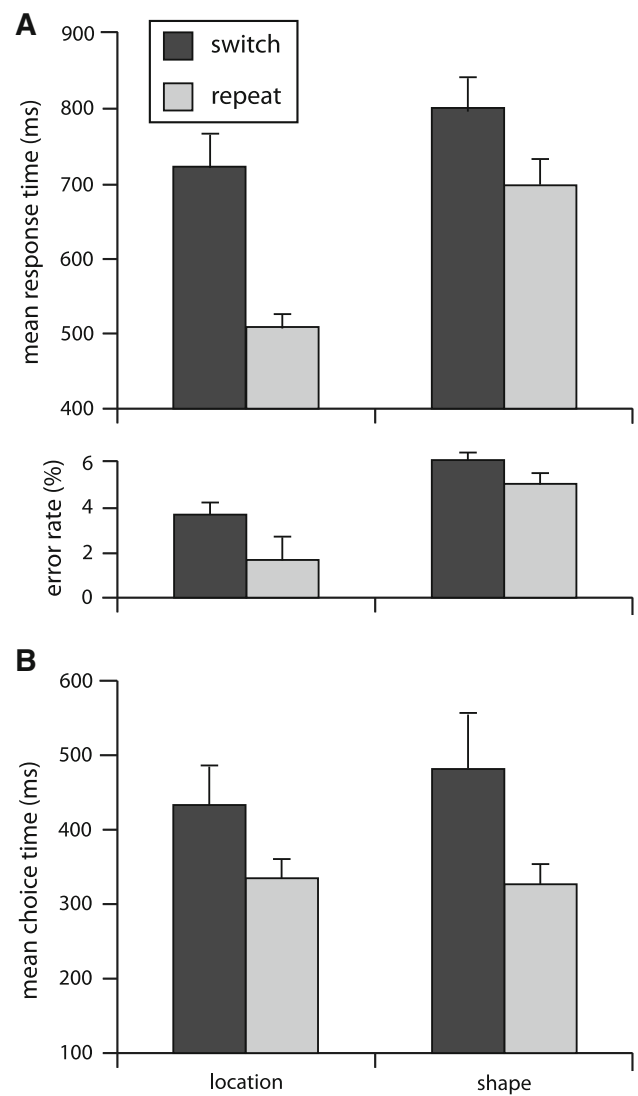 A
switch
repeat
mean response time (ms)
900
800
700
600
500
400
error rate (%)
6
4
2
0
B
mean choice time (ms)
600
500
400
300
200
100
location
shape